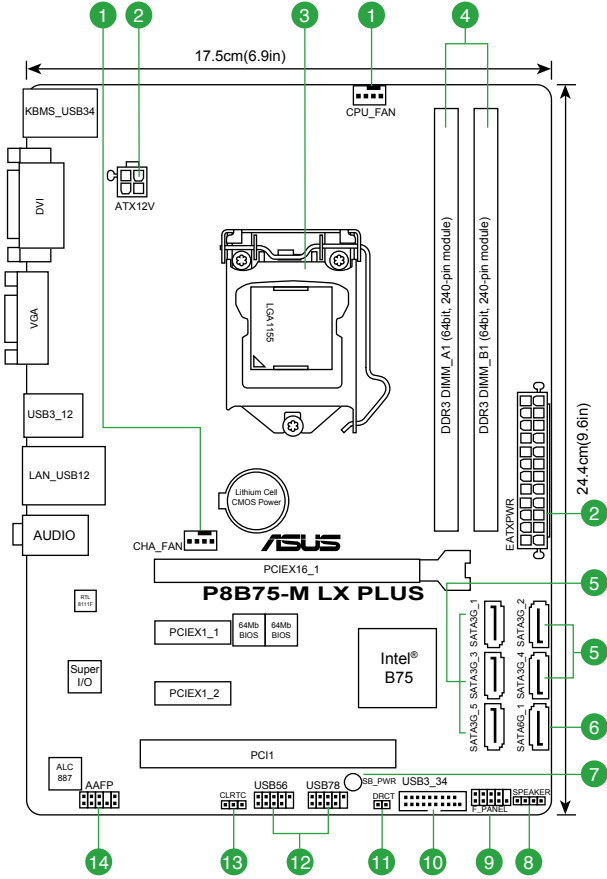 1
2
3
1
4
17.5cm(6.9in)
KBMS_USB34
CPU_FAN
DVI
ATX12V
DDR3 DIMM_A1 (64bit, 240-pin module)
DDR3 DIMM_B1 (64bit, 240-pin module)
VGA
LGA1155
24.4cm(9.6in)
1
USB3_12
LAN_USB12
Lithium Cell
CMOS Power
EATXPWR
2
AUDIO
CHA_FAN
ASUS
PCIEX16_1
5
P8B75-M LX PLUS
RTL
8111F
SATA3G_1
SATA3G_2
PCIEX1_1
64Mb
BIOS
64Mb
BIOS
5
Intel®
B75
SATA3G_3
SATA3G_4
Super
I/O
PCIEX1_2
SATA3G_5
SATA6G_1
6
PCI1
ALC
887
7
AAFP
CLRTC
USB56
USB78
SB_PWR
DRCT
USB3_34
F_PANEL
SPEAKER
14
13
12
11
10
9
8